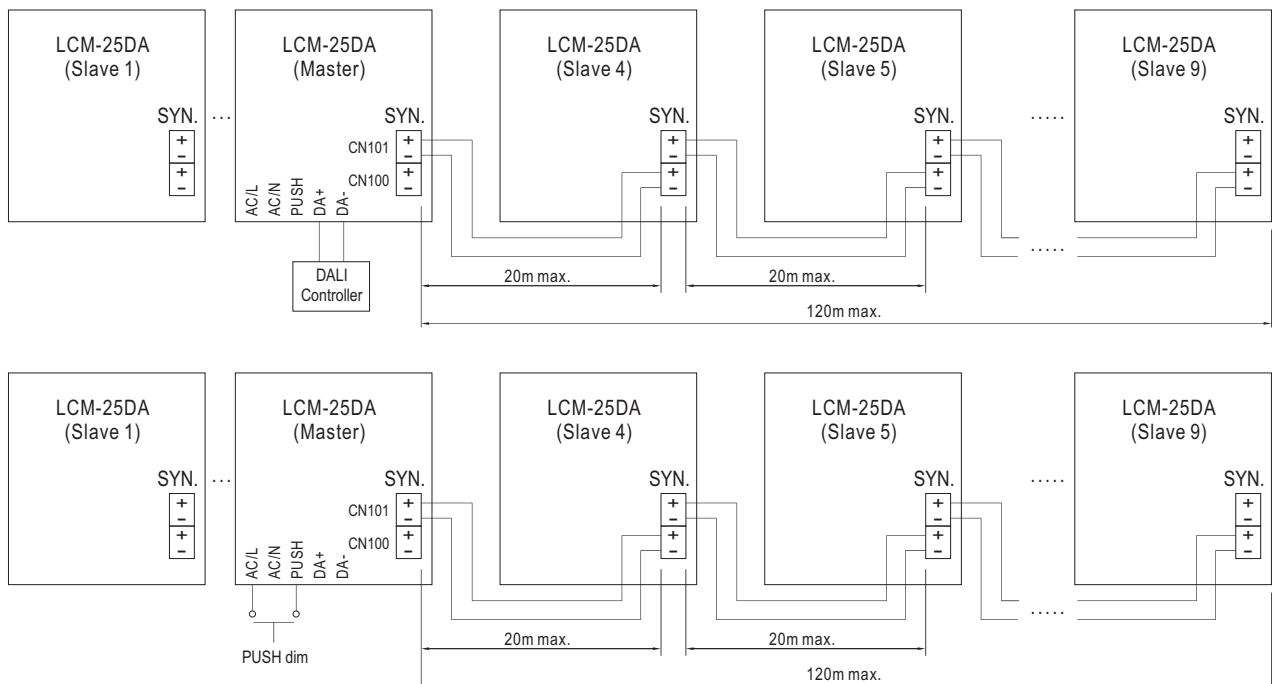 LCM-25DA
(Slave 1)
SYN.
+
-
+
-
...
LCM-25DA
(Master)
SYN.
CN101
+
-
CN100
+
-
AC/L
AC/N
PUSH
DA+
DA-
DALI
Controller
LCM-25DA
(Slave 4)
SYN.
+
-
+
-
LCM-25DA
(Slave 5)
SYN.
+
-
+
-
.....
LCM-25DA
(Slave 9)
SYN.
+
-
+
-
.....
20m max.
20m max.
120m max.
LCM-25DA
(Slave 1)
SYN.
+
-
+
-
...
LCM-25DA
(Master)
SYN.
CN101
+
-
CN100
+
-
AC/L
AC/N
PUSH
DA+
DA-
PUSH dim
LCM-25DA
(Slave 4)
SYN.
+
-
+
-
LCM-25DA
(Slave 5)
SYN.
+
-
+
-
.....
LCM-25DA
(Slave 9)
SYN.
+
-
+
-
.....
20m max.
20m max.
120m max.